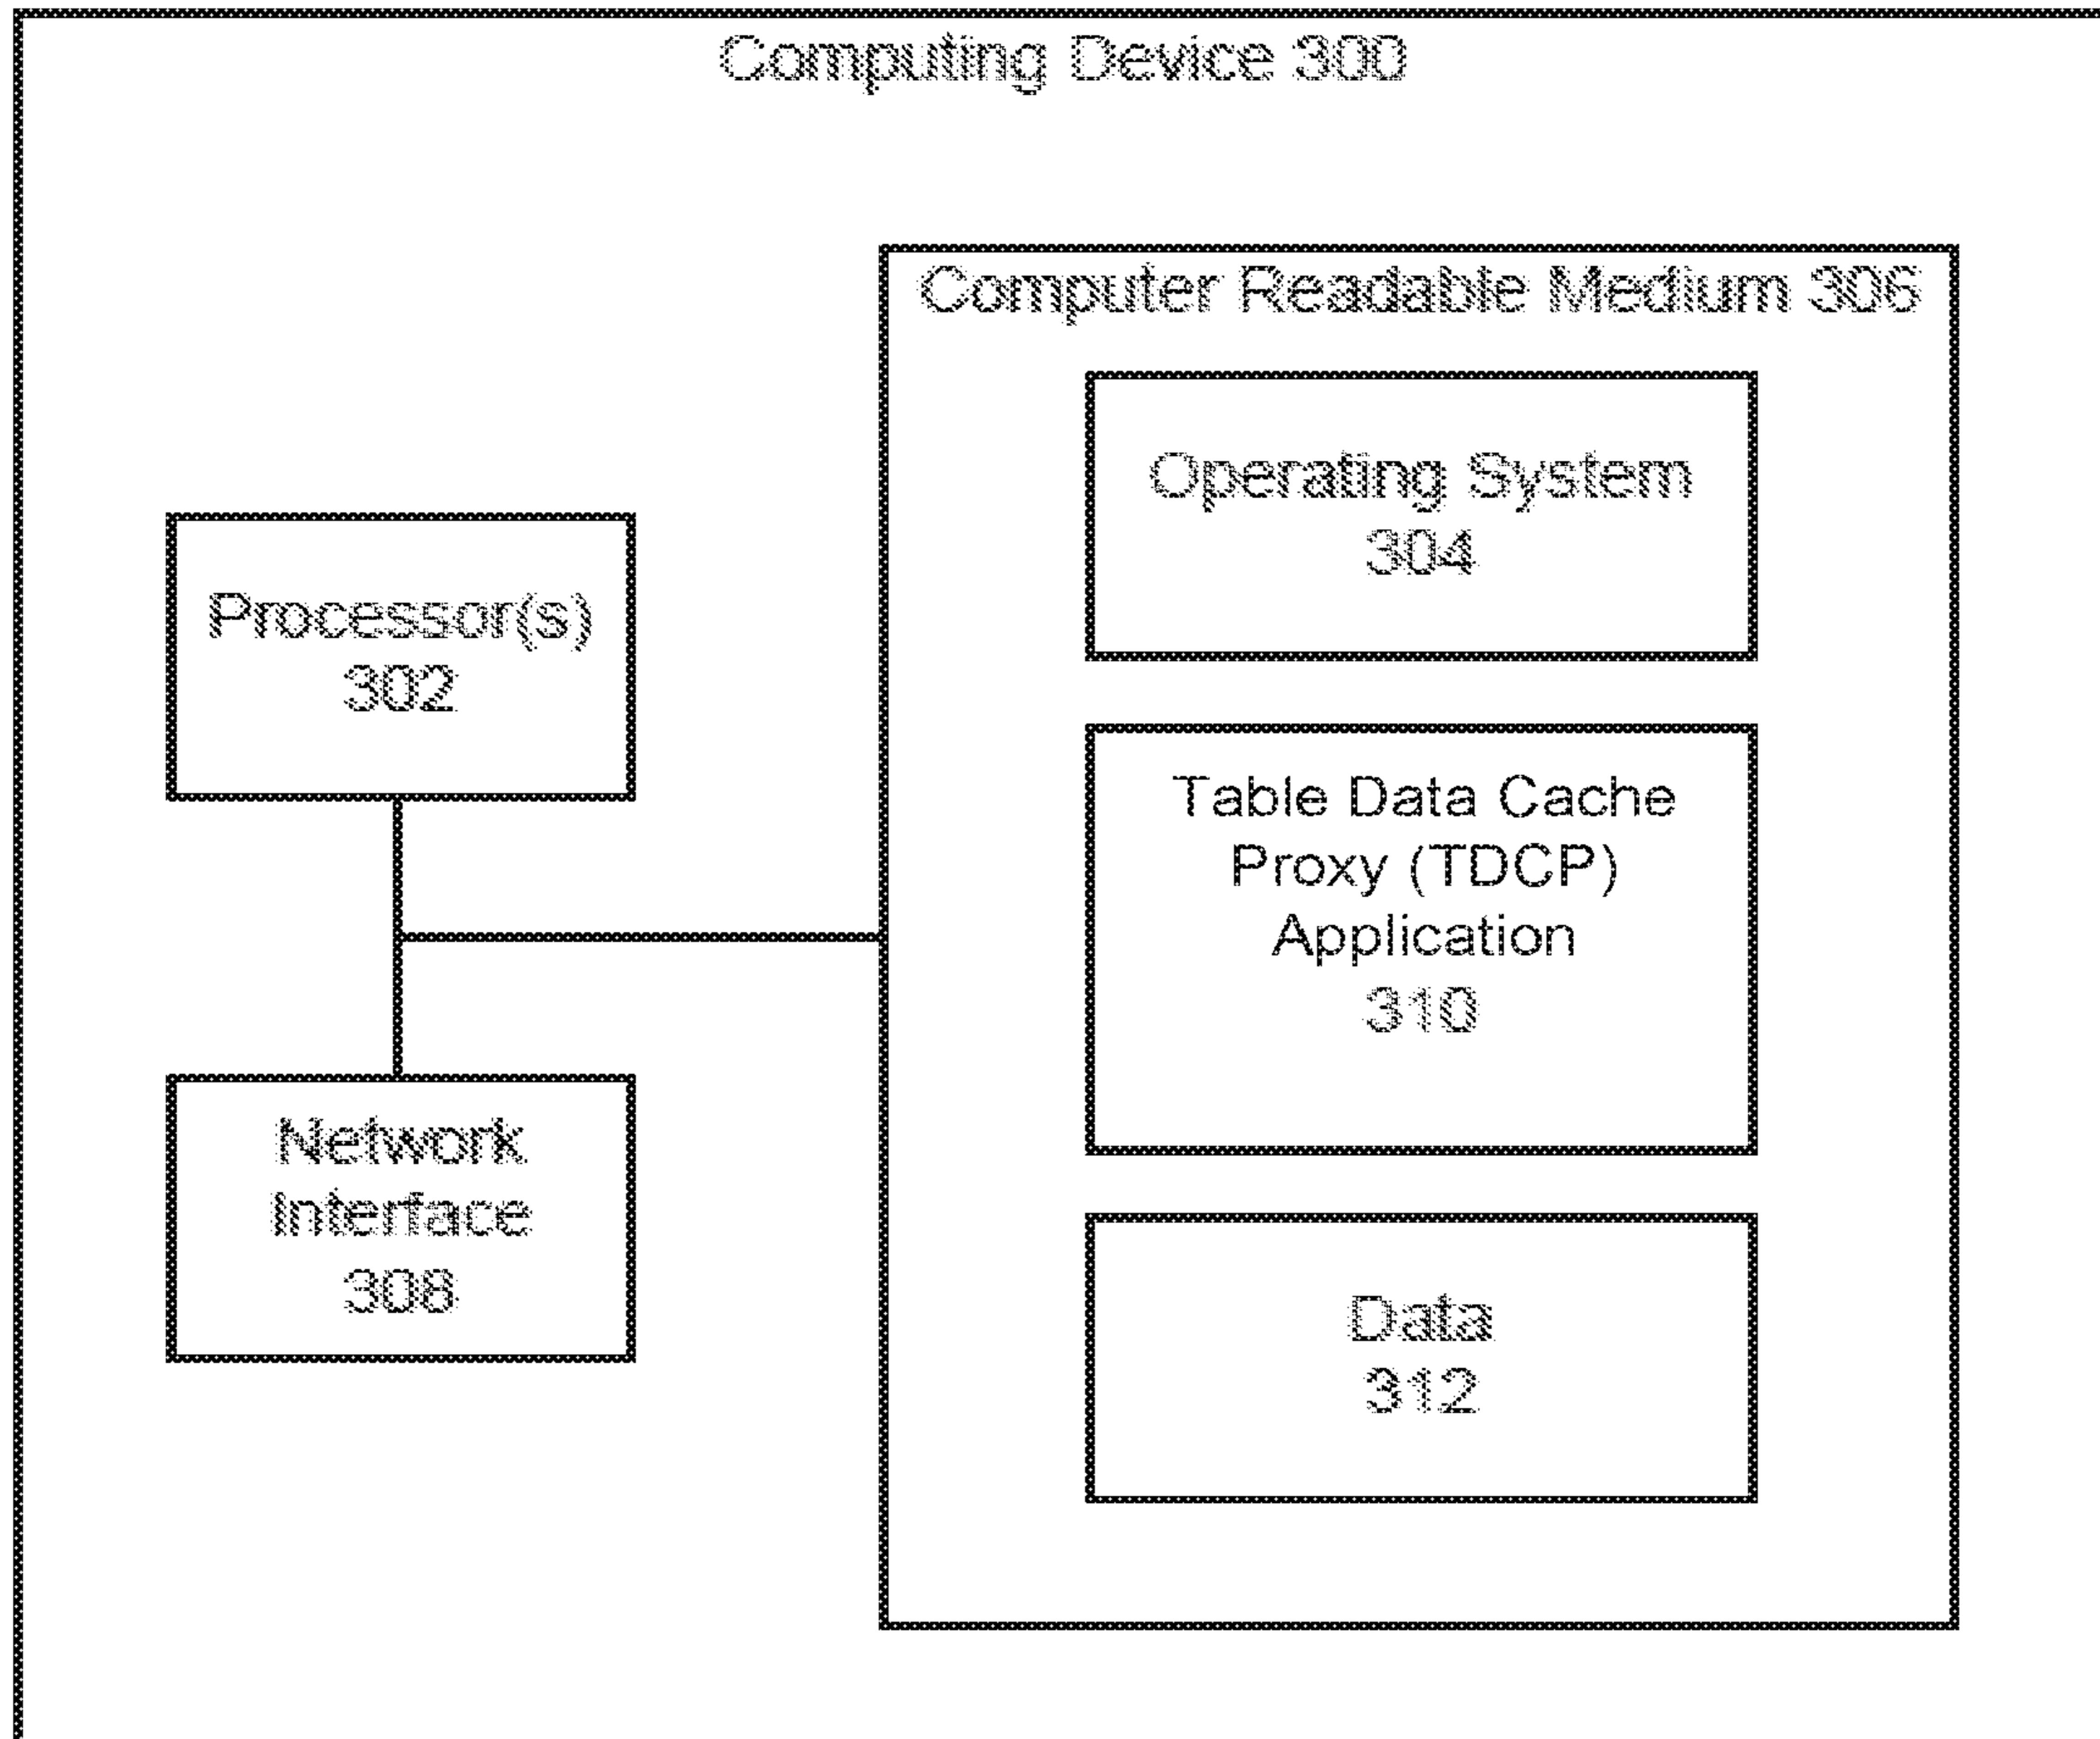 Computing Device 300
Computer Readable Medium 306
Operating System
304
Processor(s)
302
Table Data Cache
Proxy (TDCP)
Application
310
Network
Interface
308
Data
312